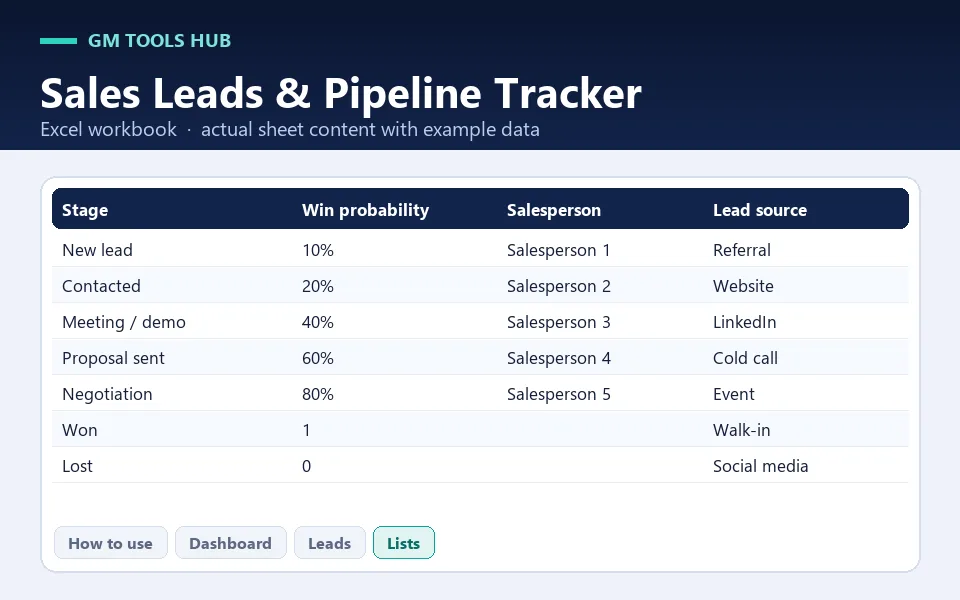 GM TOOLS HUB
Sales Leads & Pipeline Tracker
Excel workbook · actual sheet content with example data
Stage Win probability Salesperson Lead source
New lead 10% Salesperson 1 Referral
Contacted 20% Salesperson 2 Website
Meeting / demo 40% Salesperson 3 LinkedIn
Proposal sent 60% Salesperson 4 Cold call
Negotiation 80% Salesperson 5 Event
Won 1 Walk-in
Lost 0 Social media
How to use Dashboard Leads Lists